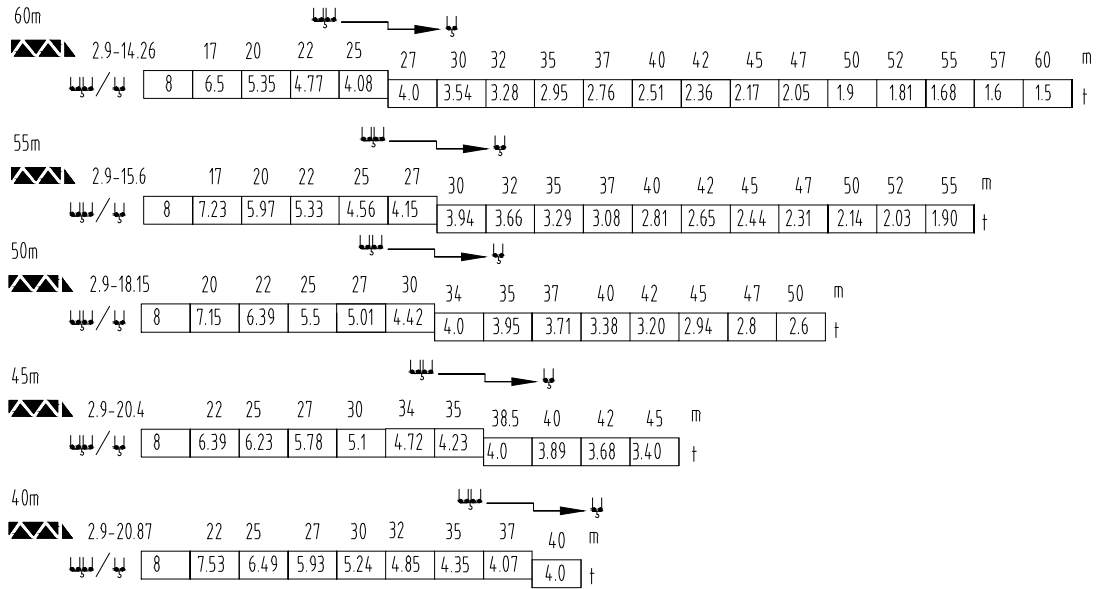 60m
2.9-14.26 17 20 22 25 27 30 32 35 37 40 42 45 47 50 52 55 57 60 m
8 6.5 5.35 4.77 4.08 4.0 3.54 3.28 2.95 2.76 2.51 2.36 2.17 2.05 1.9 1.81 1.68 1.6 1.5 t
55m
2.9-15.6 17 20 22 25 27 30 32 35 37 40 42 45 47 50 52 55 m
8 7.23 5.97 5.33 4.56 4.15 3.94 3.66 3.29 3.08 2.81 2.65 2.44 2.31 2.14 2.03 1.90 t
50m
2.9-18.15 20 22 25 27 30 34 35 37 40 42 45 47 50 m
8 7.15 6.39 5.5 5.01 4.42 4.0 3.95 3.71 3.38 3.20 2.94 2.8 2.6 t
45m
2.9-20.4 22 25 27 30 34 35 38.5 40 42 45 m
8 6.39 6.23 5.78 5.1 4.72 4.23 4.0 3.89 3.68 3.40 t
40m
2.9-20.87 22 25 27 30 32 35 37 40 m
8 7.53 6.49 5.93 5.24 4.85 4.35 4.07 4.0 t